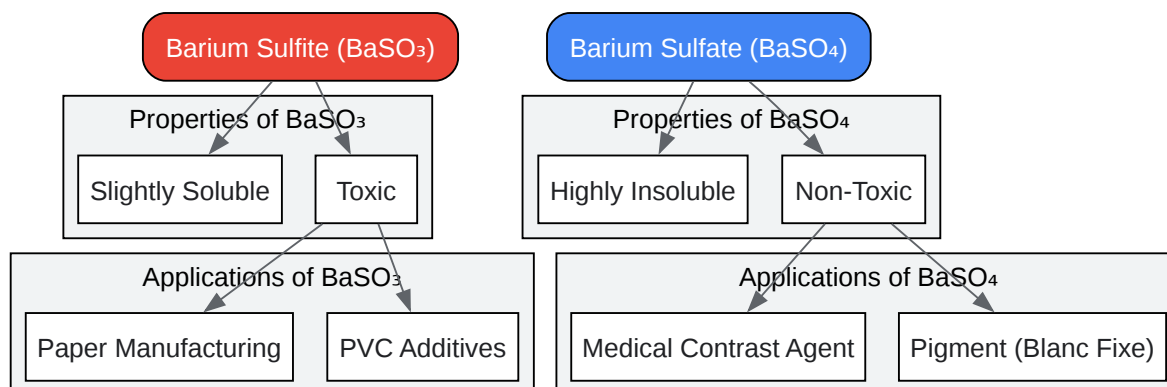 Barium Sulfite (BaSO₃)
Barium Sulfate (BaSO₄)
Properties of BaSO₃
Properties of BaSO₄
Slightly Soluble
Toxic
Highly Insoluble
Non-Toxic
Applications of BaSO₃
Applications of BaSO₄
Paper Manufacturing
PVC Additives
Medical Contrast Agent
Pigment (Blanc Fixe)